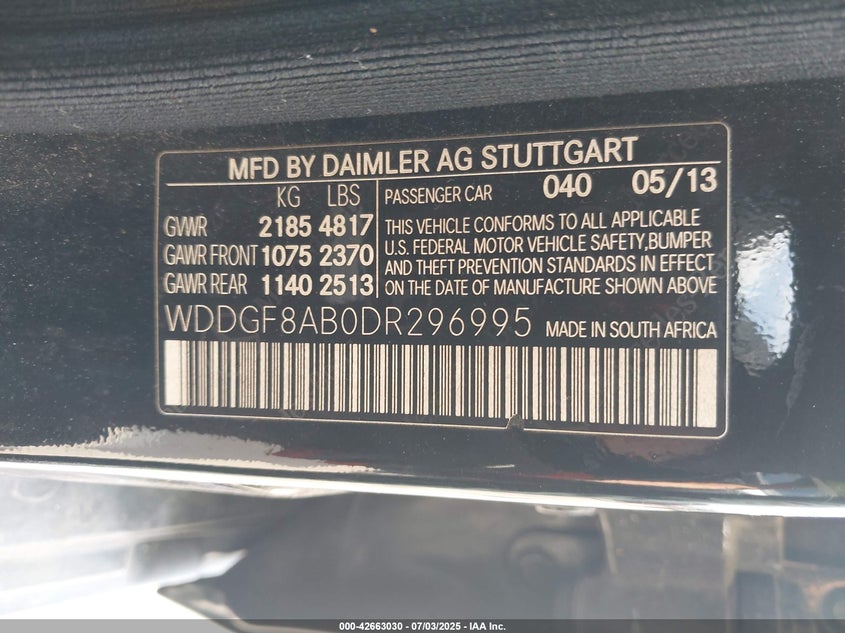 MFD BY DAIMLER AG STUTTGART
KG LBS
GVWR 2185 4817
GAWR FRONT 1075 2370
GAWR REAR 1140 2513
PASSENGER CAR 040 05/13
THIS VEHICLE CONFORMS TO ALL APPLICABLE
U.S. FEDERAL MOTOR VEHICLE SAFETY,BUMPER
AND THEFT PREVENTION STANDARDS IN EFFECT
ON THE DATE OF MANUFACTURE SHOWN ABOVE
WDDGF8AB0DR296995 MADE IN SOUTH AFRICA
000-42663030 - 07/03/2025 - IAA Inc.